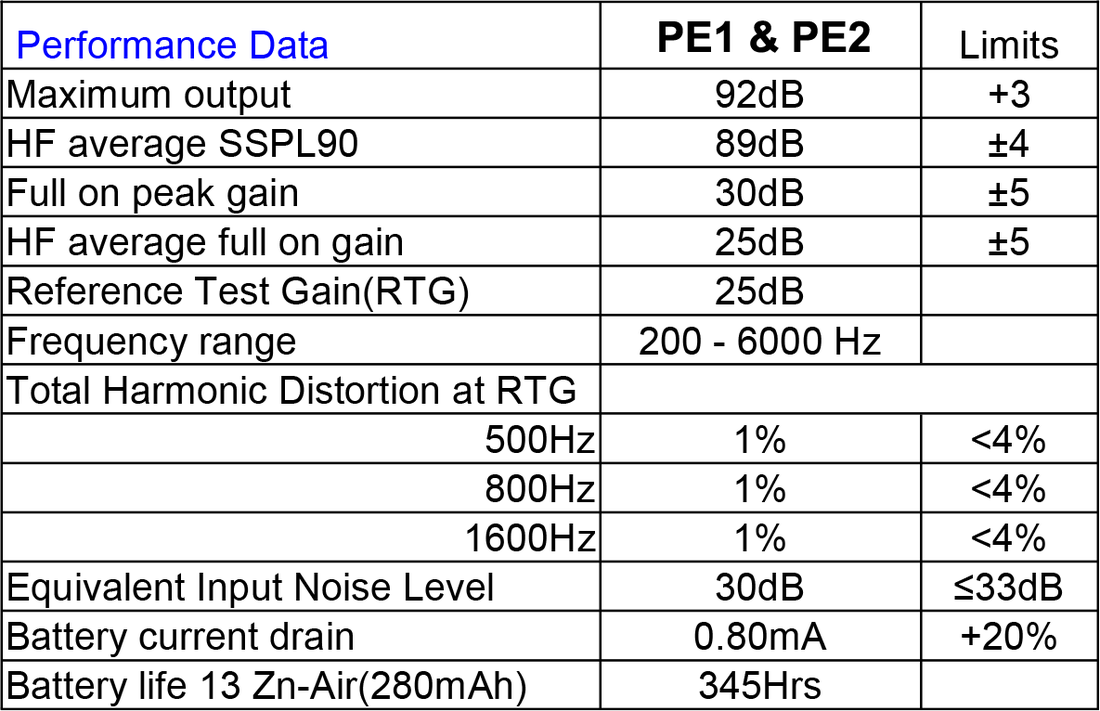 Performance Data PE1 & PE2 Limits
Maximum output 92dB +3
HF average SSPL90 89dB ±4
Full on peak gain 30dB ±5
HF average full on gain 25dB ±5
Reference Test Gain(RTG) 25dB
Frequency range 200 - 6000 Hz
Total Harmonic Distortion at RTG
500Hz 1% <4%
800Hz 1% <4%
1600Hz 1% <4%
Equivalent Input Noise Level 30dB ≤33dB
Battery current drain 0.80mA +20%
Battery life 13 Zn-Air(280mAh) 345Hrs